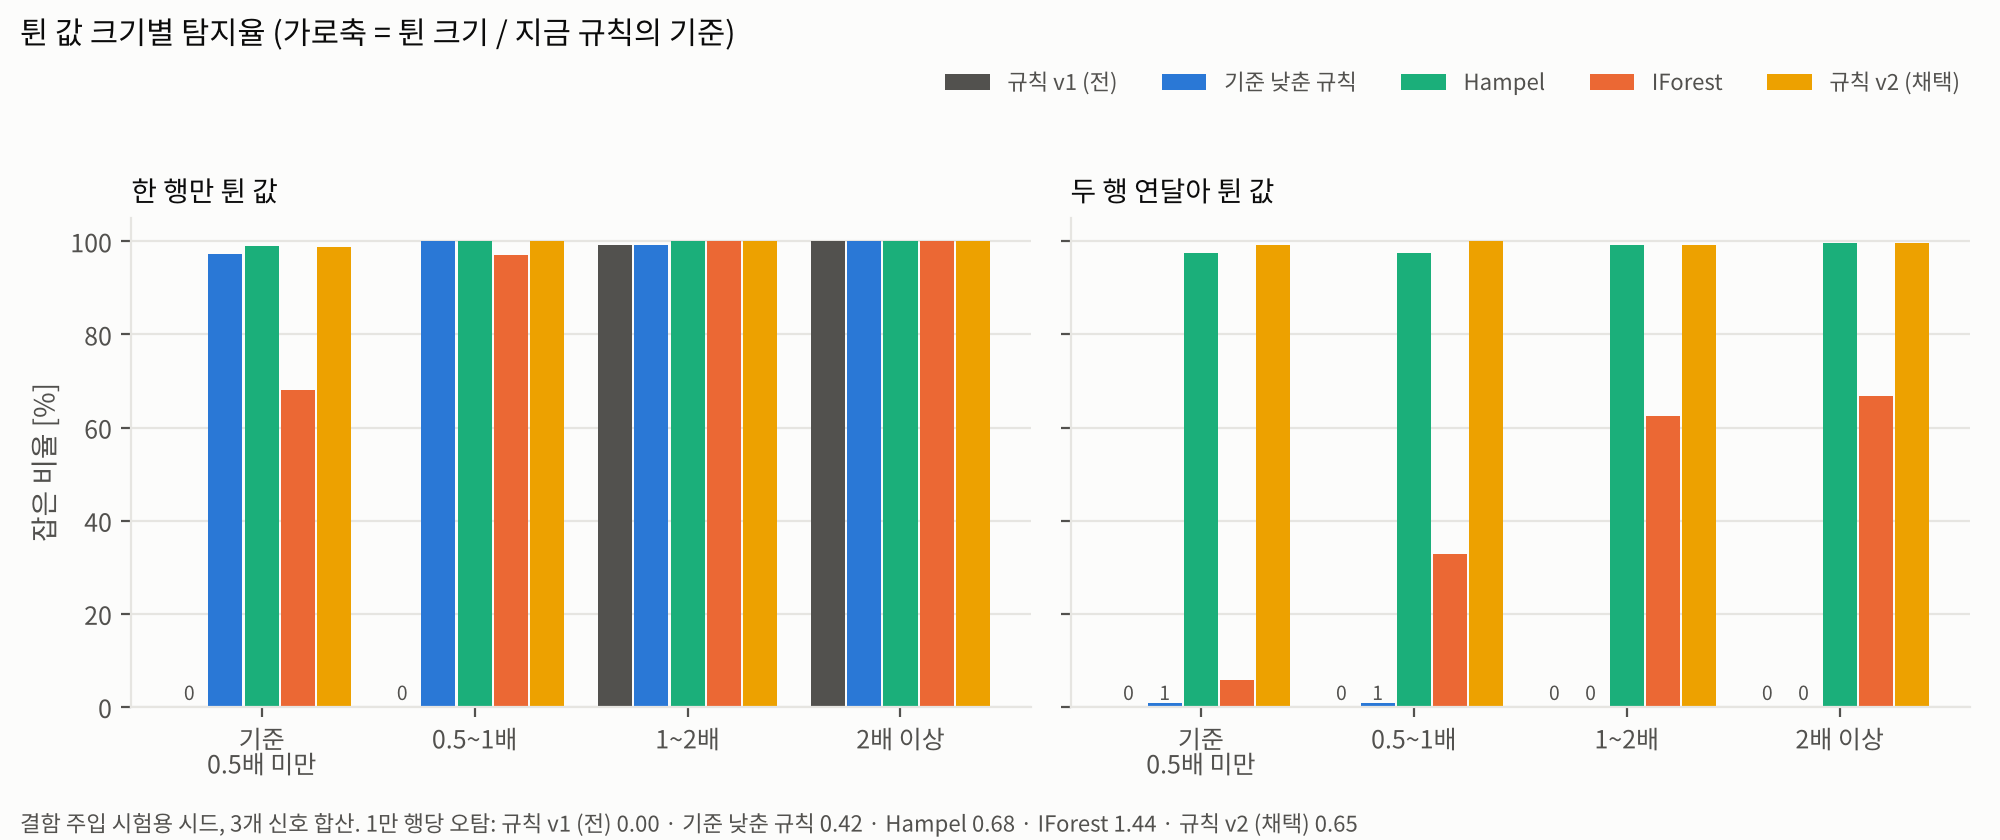 튄 값 크기별 탐지율 (가로축 = 튄 크기 / 지금 규칙의 기준)
규칙 v1 (전) 기준 낮춘 규칙 Hampel IForest 규칙 v2 (채택)
한 행만 튄 값
두 행 연달아 튄 값
잡은 비율 [%]
100
80
60
40
20
0
0 0
0 1 0 1 0 0 0 0
기준
0.5배 미만
0.5~1배
1~2배
2배 이상
기준
0.5배 미만
0.5~1배
1~2배
2배 이상
결함 주입 시험용 시드, 3개 신호 합산. 1만 행당 오탐: 규칙 v1 (전) 0.00 · 기준 낮춘 규칙 0.42 · Hampel 0.68 · IForest 1.44 · 규칙 v2 (채택) 0.65